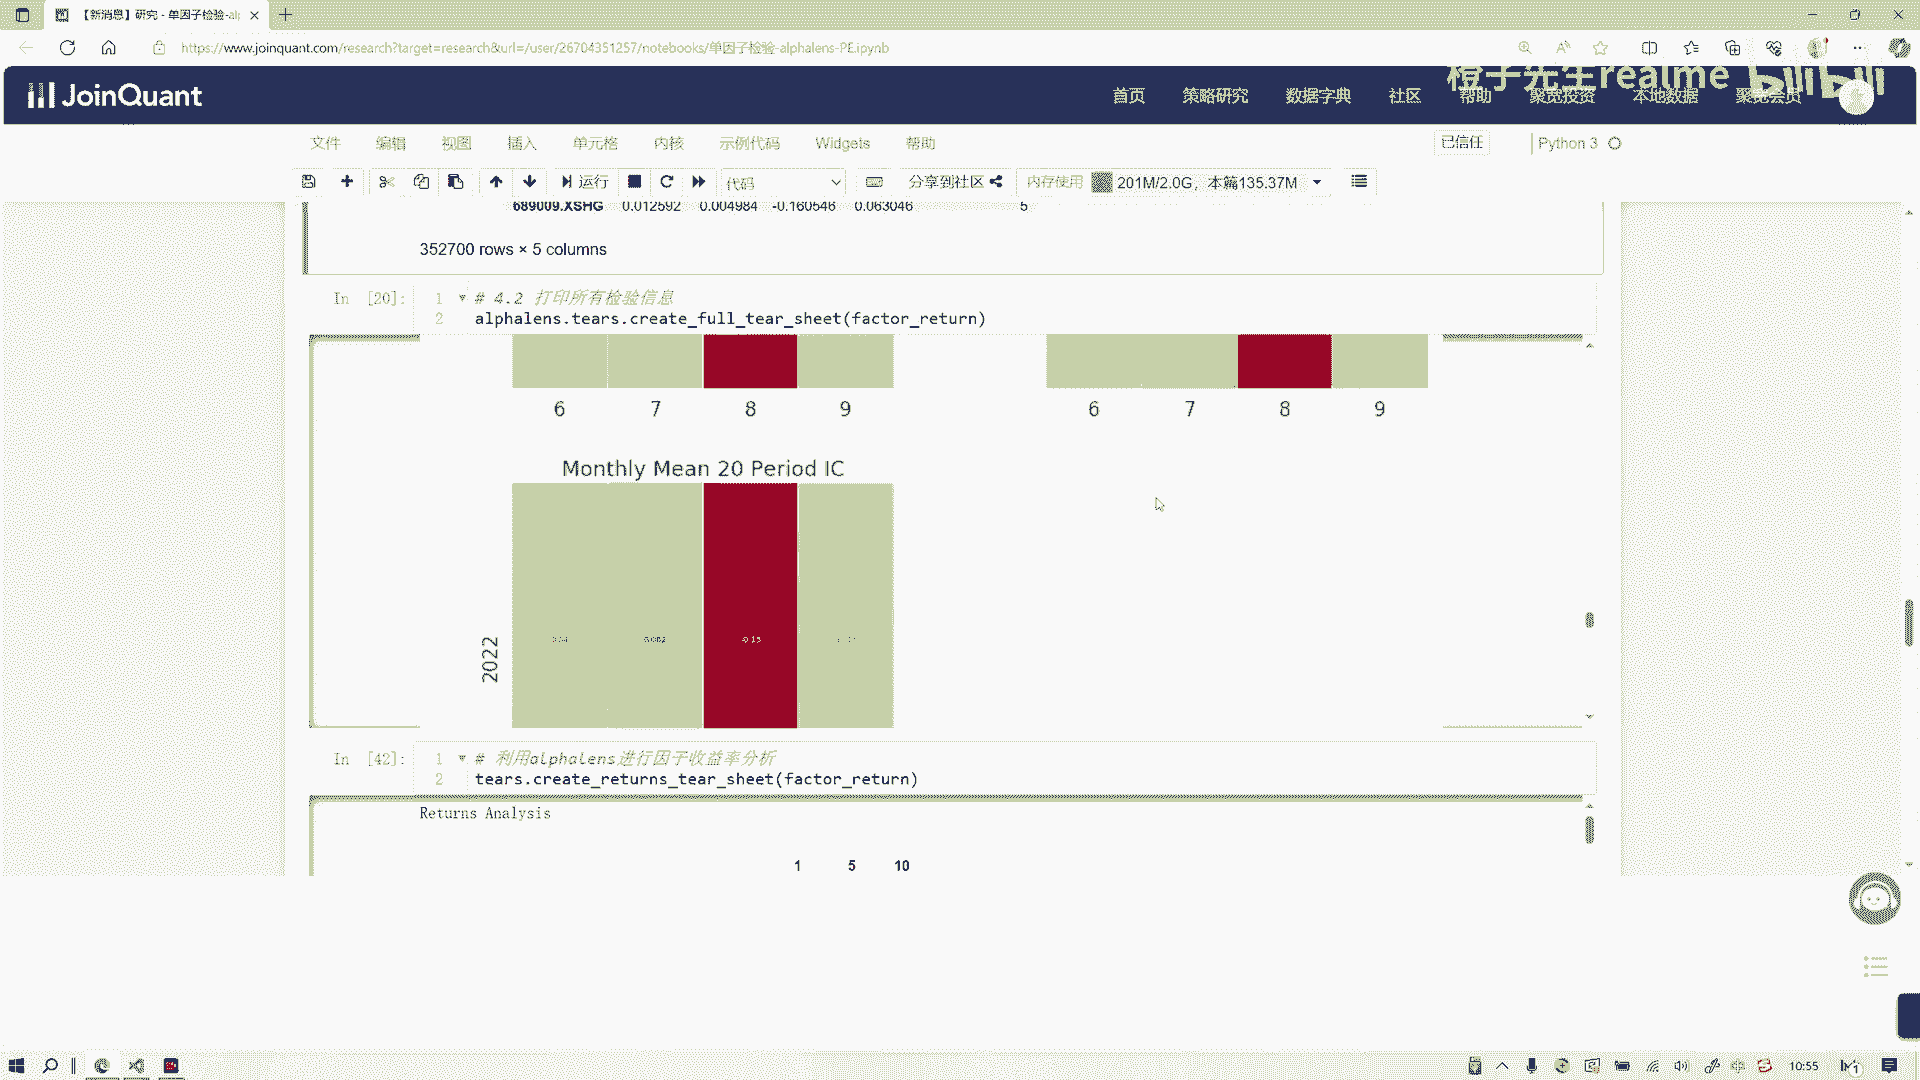 【新消息】研究 - 单因子检验-al
https://www.joinquant.com/research?target=research&url=/user/26704351257/notebooks/单因子检验-alphalens-PE.ipynb
橙子先生realme bilibili
JoinQuant
首页 策略研究 数据字典 社区 帮助 聚宽投资 本地数据 聚宽会员
文件 编辑 视图 插入 单元格 内核 示例代码 Widgets 帮助
已信任 Python 3
运行 代码 分享到社区 内存使用 201M/2.0G, 本篇135.37M
689009.XSHG 0.012592 0.004984 -0.160546 0.063046 5
352700 rows × 5 columns
In [20]:
1 # 4.2 打印所有检验信息
2 alphalens.tears.create_full_tear_sheet(factor_return)
6 7 8 9 6 7 8 9
Monthly Mean 20 Period IC
2022
In [42]:
1 # 利用alphalens进行因子收益率分析
2 tears.create_returns_tear_sheet(factor_return)
Returns Analysis
1 5 10
10:55